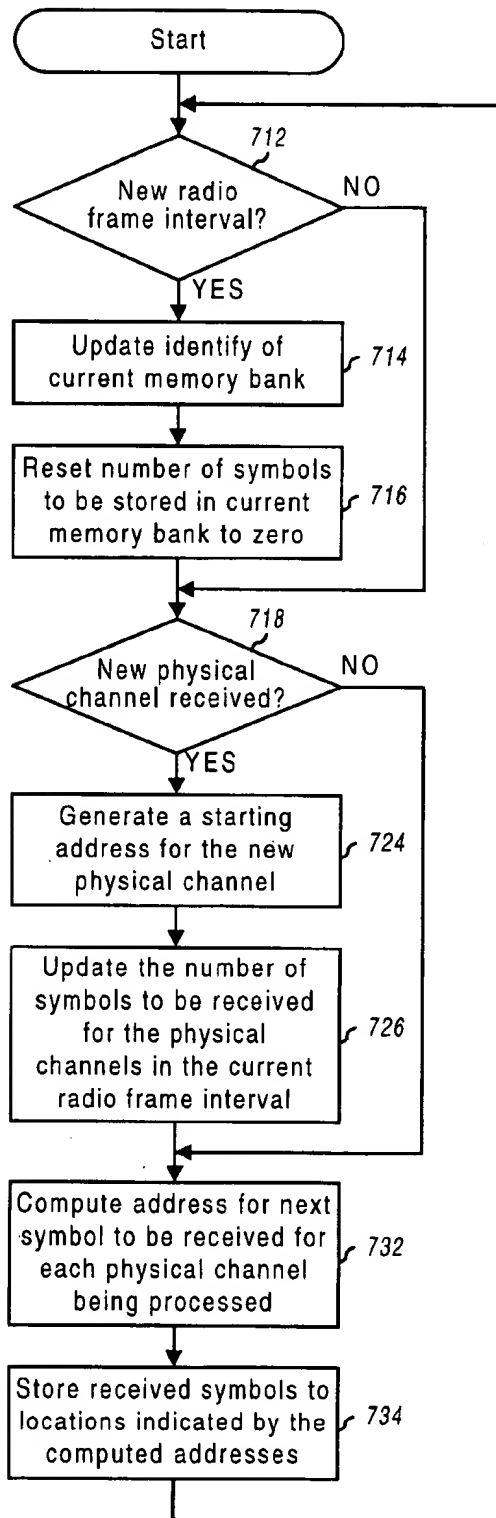 Start
712
New radio
frame interval?
NO
YES
Update identify of
current memory bank
714
Reset number of symbols
to be stored in current
memory bank to zero
716
718
New physical
channel received?
NO
YES
Generate a starting
address for the new
physical channel
724
Update the number of
symbols to be received
for the physical
channels in the current
radio frame interval
726
Compute address for next
symbol to be received for
each physical channel
being processed
732
Store received symbols to
locations indicated by the
computed addresses
734